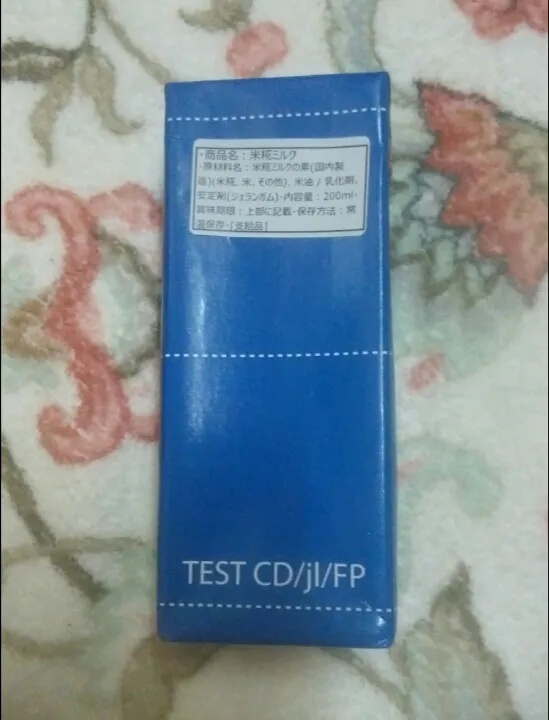 ・商品名：米糀ミルク
・原材料名：米糀ミルクの素(国内製
造)(米糀、米、その他)、米油 / 乳化剤、
安定剤(ジェランガム)・内容量：200ml・
賞味期限：上部に記載・保存方法：常
温保存・[支給品]
TEST CD/jl/FP